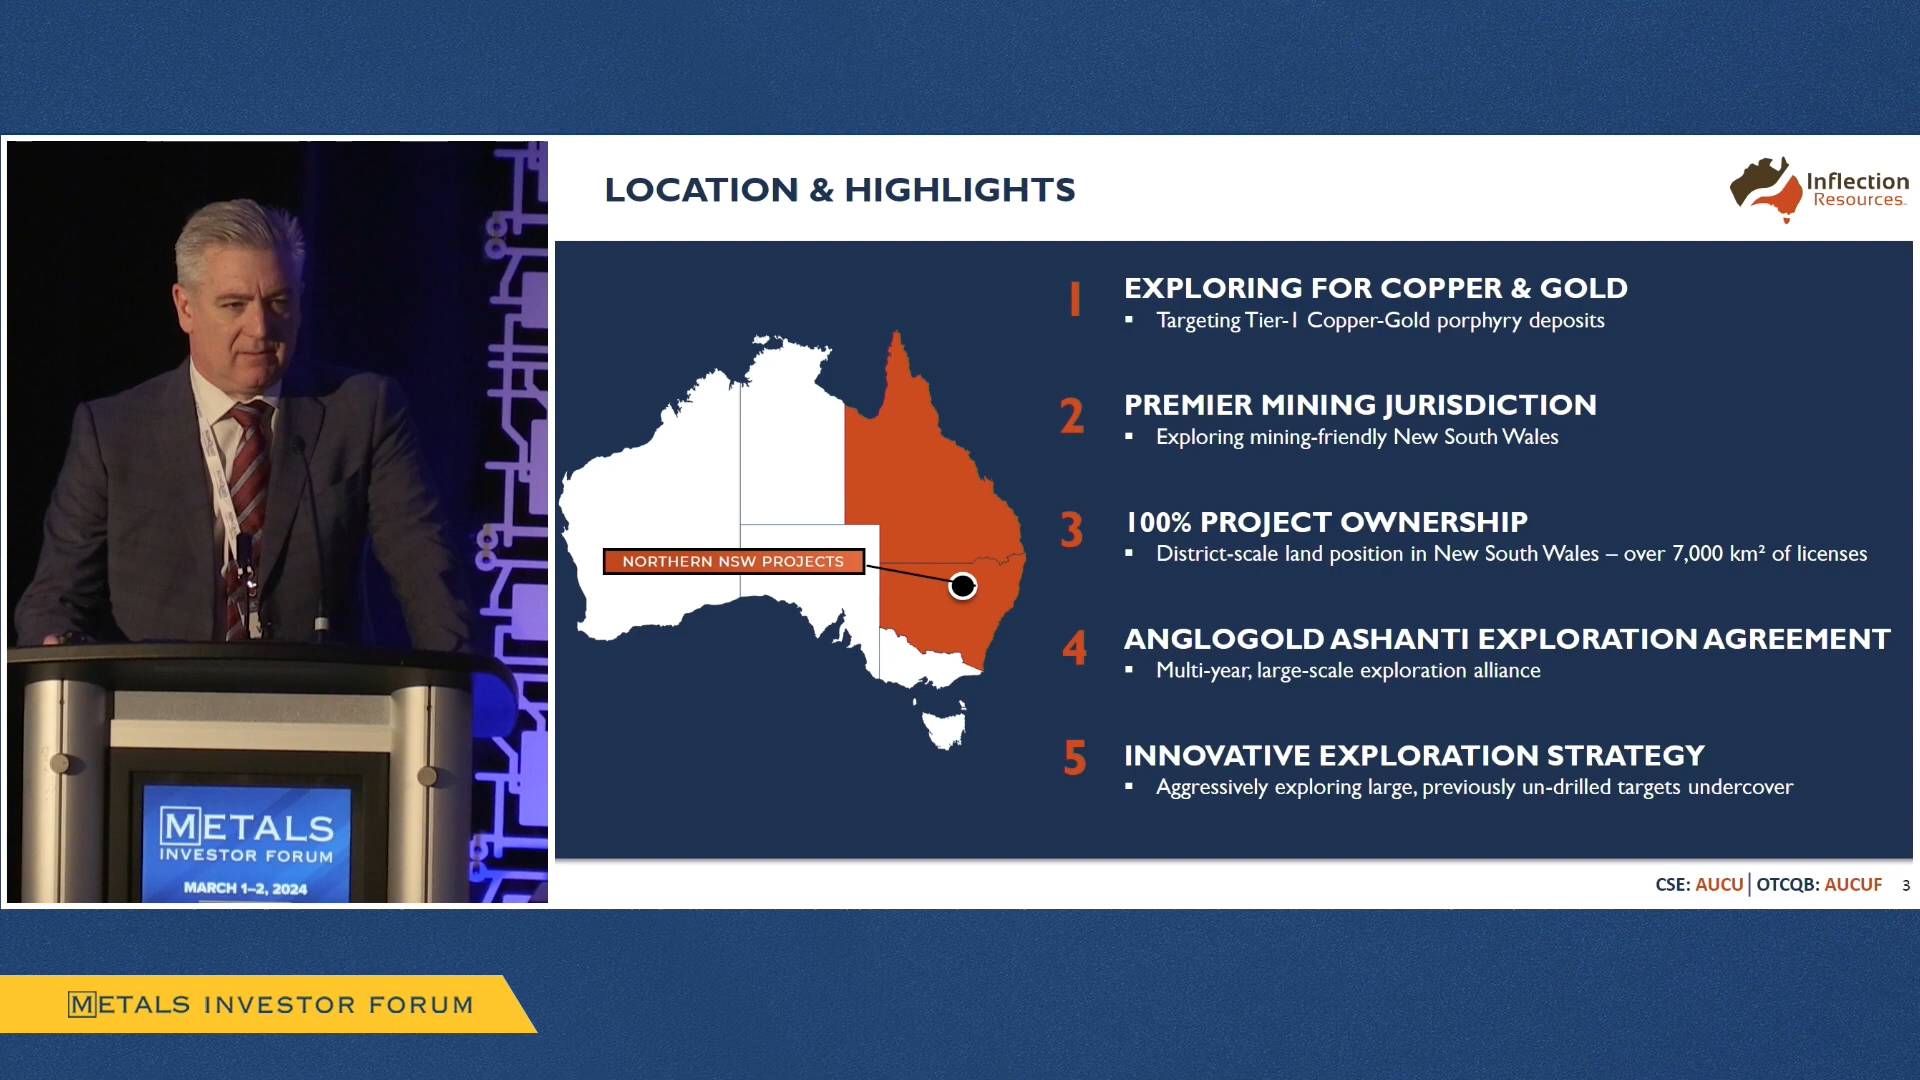 LOCATION & HIGHLIGHTS
Inflection
Resources
1 EXPLORING FOR COPPER & GOLD
▪ Targeting Tier-1 Copper-Gold porphyry deposits
2 PREMIER MINING JURISDICTION
▪ Exploring mining-friendly New South Wales
3 100% PROJECT OWNERSHIP
▪ District-scale land position in New South Wales – over 7,000 km² of licenses
NORTHERN NSW PROJECTS
4 ANGLOGOLD ASHANTI EXPLORATION AGREEMENT
▪ Multi-year, large-scale exploration alliance
5 INNOVATIVE EXPLORATION STRATEGY
▪ Aggressively exploring large, previously un-drilled targets undercover
CSE: AUCU | OTCQB: AUCUF 3
METALS
INVESTOR FORUM
MARCH 1–2, 2024
METALS INVESTOR FORUM